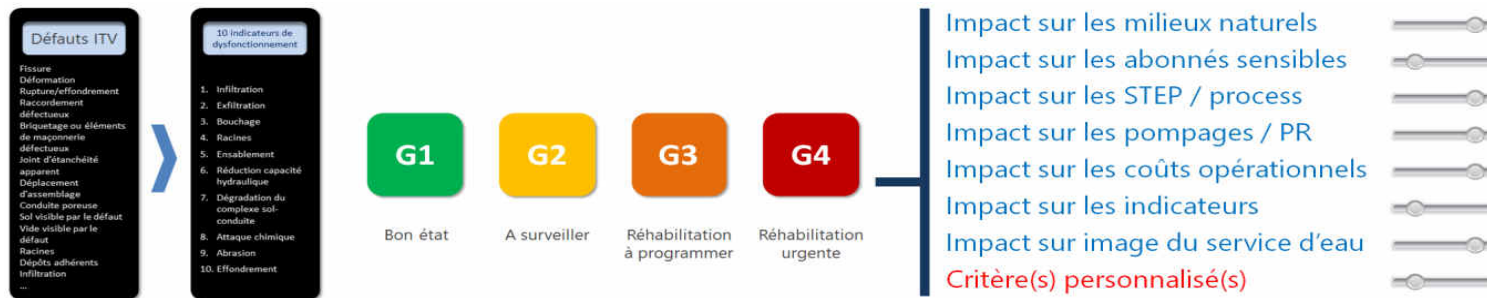 Défauts ITV
Fissure
Déformation
Rupture/effondrement
Raccordement
défectueux
Briquetage ou éléments
de maçonnerie
défectueux
Joint d'étanchéité
apparent
Déplacement
d'assemblage
Conduite poreuse
Sol visible par le défaut
Vide visible par le
défaut
Racines
Dépôts adhérents
Infiltration
...
10 indicateurs de
dysfonctionnement
1. Infiltration
2. Exfiltration
3. Bouchage
4. Racines
5. Ensablement
6. Réduction capacité
hydraulique
7. Dégradation du
complexe sol-
conduite
8. Attaque chimique
9. Abrasion
10. Effondrement
G1
Bon état
G2
A surveiller
G3
Réhabilitation
à programmer
G4
Réhabilitation
urgente
Impact sur les milieux naturels
Impact sur les abonnés sensibles
Impact sur les STEP / process
Impact sur les pompages / PR
Impact sur les coûts opérationnels
Impact sur les indicateurs
Impact sur image du service d'eau
Critère(s) personnalisé(s)